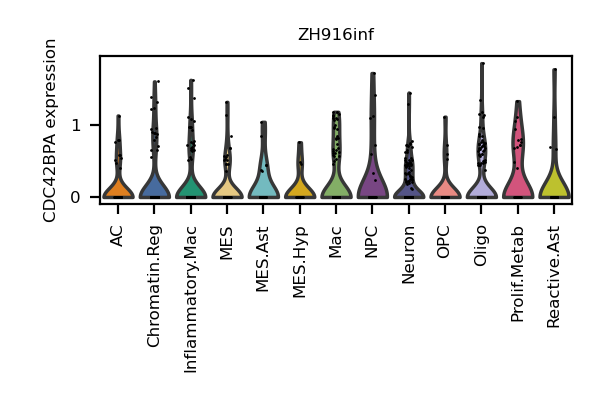 ZH916inf
CDC42BPA expression
1
0
AC
Chromatin.Reg
Inflammatory.Mac
MES
MES.Ast
MES.Hyp
Mac
NPC
Neuron
OPC
Oligo
Prolif.Metab
Reactive.Ast